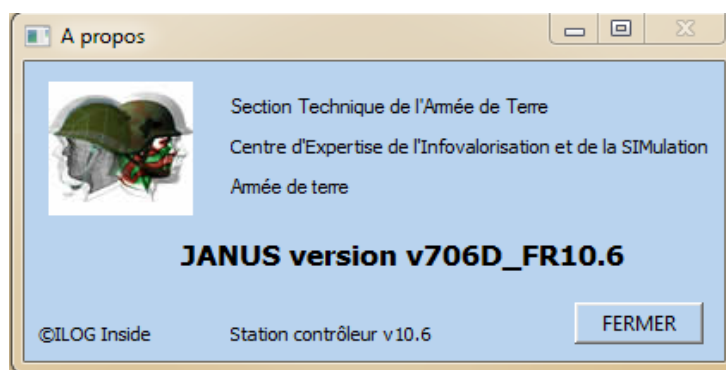 A propos
Section Technique de l'Armée de Terre
Centre d'Expertise de l'Infovalorisation et de la SIMulation
Armée de terre
JANUS version v706D_FR10.6
©ILOG Inside
Station contrôleur v10.6
FERMER